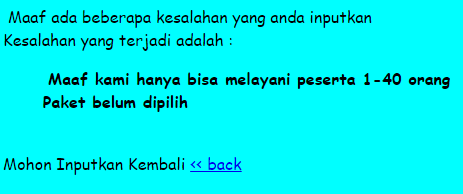 Maaf ada beberapa kesalahan yang anda inputkan
Kesalahan yang terjadi adalah :
Maaf kami hanya bisa melayani peserta 1-40 orang
Paket belum dipilih
Mohon Inputkan Kembali << back